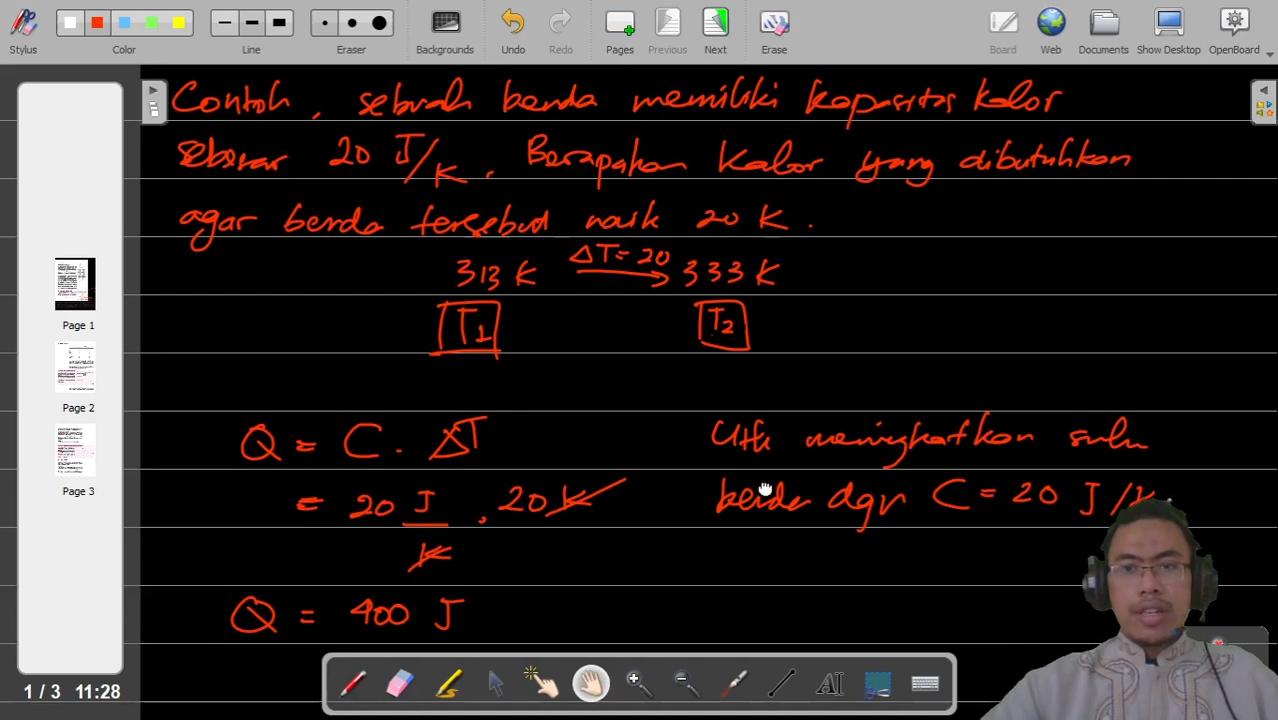 Stylus
Color
Line
Eraser
Backgrounds
Undo
Redo
Pages
Previous
Next
Erase
Board
Web
Documents
Show Desktop
OpenBoard
Contoh, sebuah benda memiliki kapasitas kalor
sebesar 20 J/K. Berapakah kalor yang dibutuhkan
agar benda tersebut naik 20 K.
313 K ΔT = 20 333 K
T1 T2
Q = C . ΔT
= 20 J/K . 20 K
Q = 400 J
Utk meningkatkan suhu
benda dgn C = 20 J/K
Page 1
Page 2
Page 3
1 / 3 11:28
AI